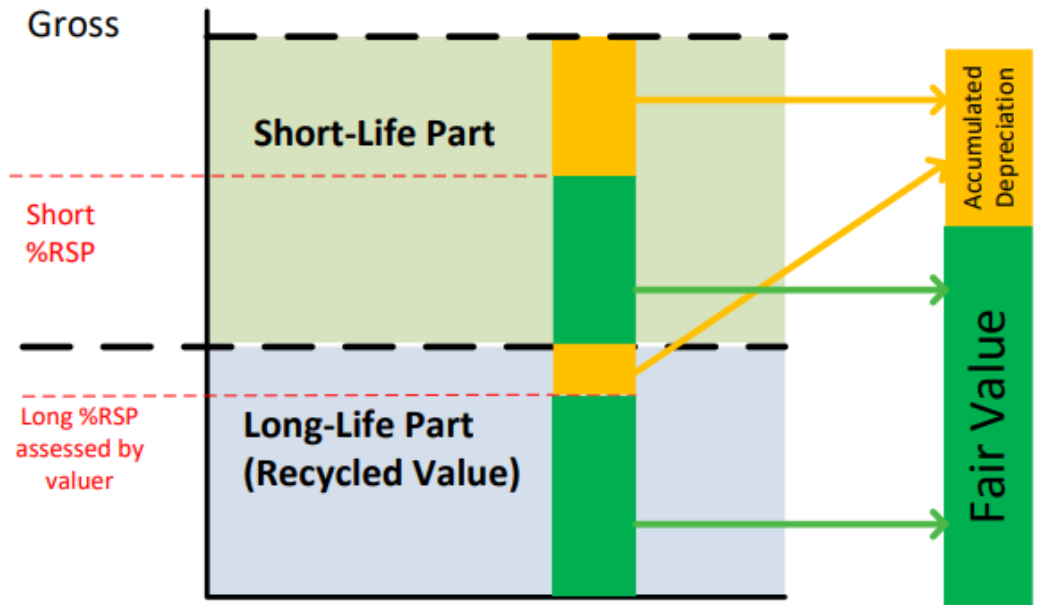 Gross
Short-Life Part
Short
%RSP
Long %RSP
assessed by
valuer
Long-Life Part
(Recycled Value)
Accumulated
Depreciation
Fair Value